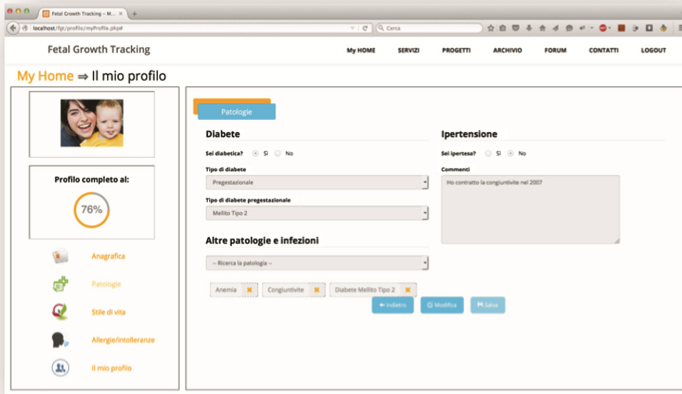 Fetal Growth Tracking – M...
localhost/fgt/profilo/myProfile.php#
Cerca
Fetal Growth Tracking
My HOME SERVIZI PROGETTI ARCHIVIO FORUM CONTATTI LOGOUT
My Home ⇒ Il mio profilo
Profilo completo al:
76%
Anagrafica
Patologie
Stile di vita
Allergie/intolleranze
Il mio profilo
Patologie
Diabete
Sei diabetica? Sì No
Tipo di diabete
Pregestazionale
Tipo di diabete pregestazionale
Mellito Tipo 2
Altre patologie e infezioni
-- Ricerca la patologia --
Anemia Congiuntivite Diabete Mellito Tipo 2
Ipertensione
Sei ipertesa? Sì No
Commenti
Ho contratto la congiuntivite nel 2007
Indietro Modifica Salva